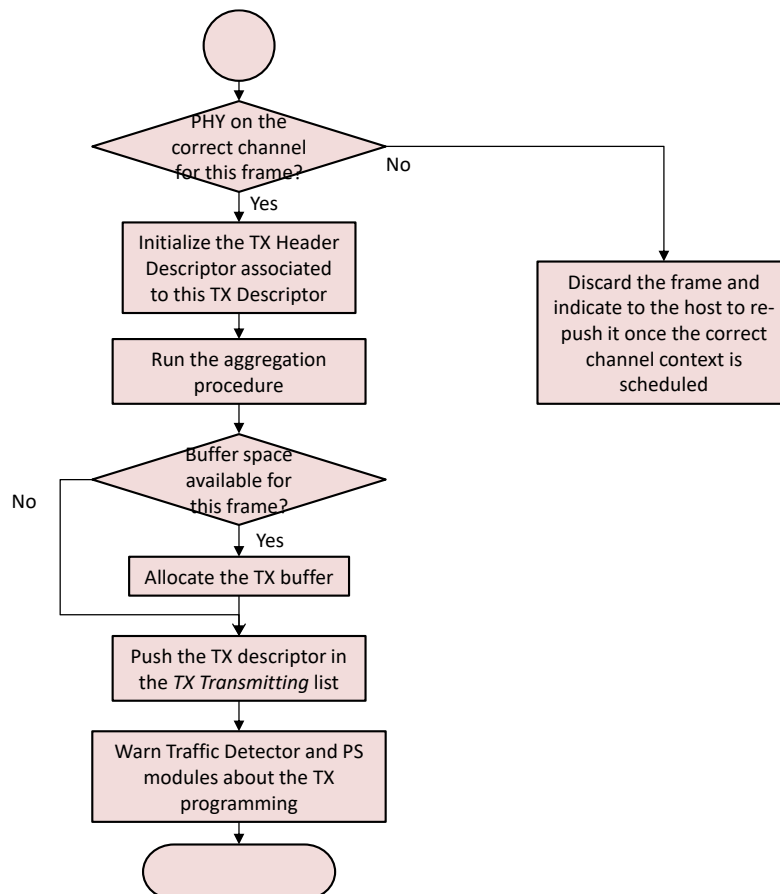 PHY on the
correct channel
for this frame?
No
Yes
Initialize the TX Header
Descriptor associated
to this TX Descriptor
Discard the frame and
indicate to the host to re-
push it once the correct
channel context is
scheduled
Run the aggregation
procedure
Buffer space
available for
this frame?
No
Yes
Allocate the TX buffer
Push the TX descriptor in
the TX Transmitting list
Warn Traffic Detector and PS
modules about the TX
programming